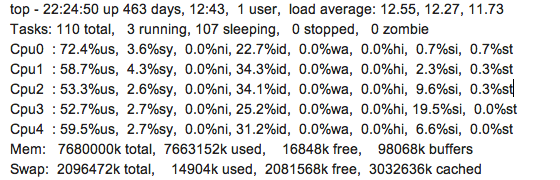 top - 22:24:50 up 463 days, 12:43, 1 user, load average: 12.55, 12.27, 11.73
Tasks: 110 total, 3 running, 107 sleeping, 0 stopped, 0 zombie
Cpu0 : 72.4%us, 3.6%sy, 0.0%ni, 22.7%id, 0.0%wa, 0.0%hi, 0.7%si, 0.7%st
Cpu1 : 58.7%us, 4.3%sy, 0.0%ni, 34.3%id, 0.0%wa, 0.0%hi, 2.3%si, 0.3%st
Cpu2 : 53.3%us, 2.6%sy, 0.0%ni, 34.1%id, 0.0%wa, 0.0%hi, 9.6%si, 0.3%st
Cpu3 : 52.7%us, 2.7%sy, 0.0%ni, 25.2%id, 0.0%wa, 0.0%hi, 19.5%si, 0.0%st
Cpu4 : 59.5%us, 2.7%sy, 0.0%ni, 31.2%id, 0.0%wa, 0.0%hi, 6.6%si, 0.0%st
Mem: 7680000k total, 7663152k used, 16848k free, 98068k buffers
Swap: 2096472k total, 14904k used, 2081568k free, 3032636k cached